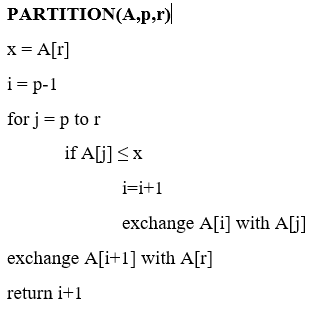 PARTITION(A,p,r)
x = A[r]
i = p-1
for j = p to r
if A[j] ≤ x
i=i+1
exchange A[i] with A[j]
exchange A[i+1] with A[r]
return i+1